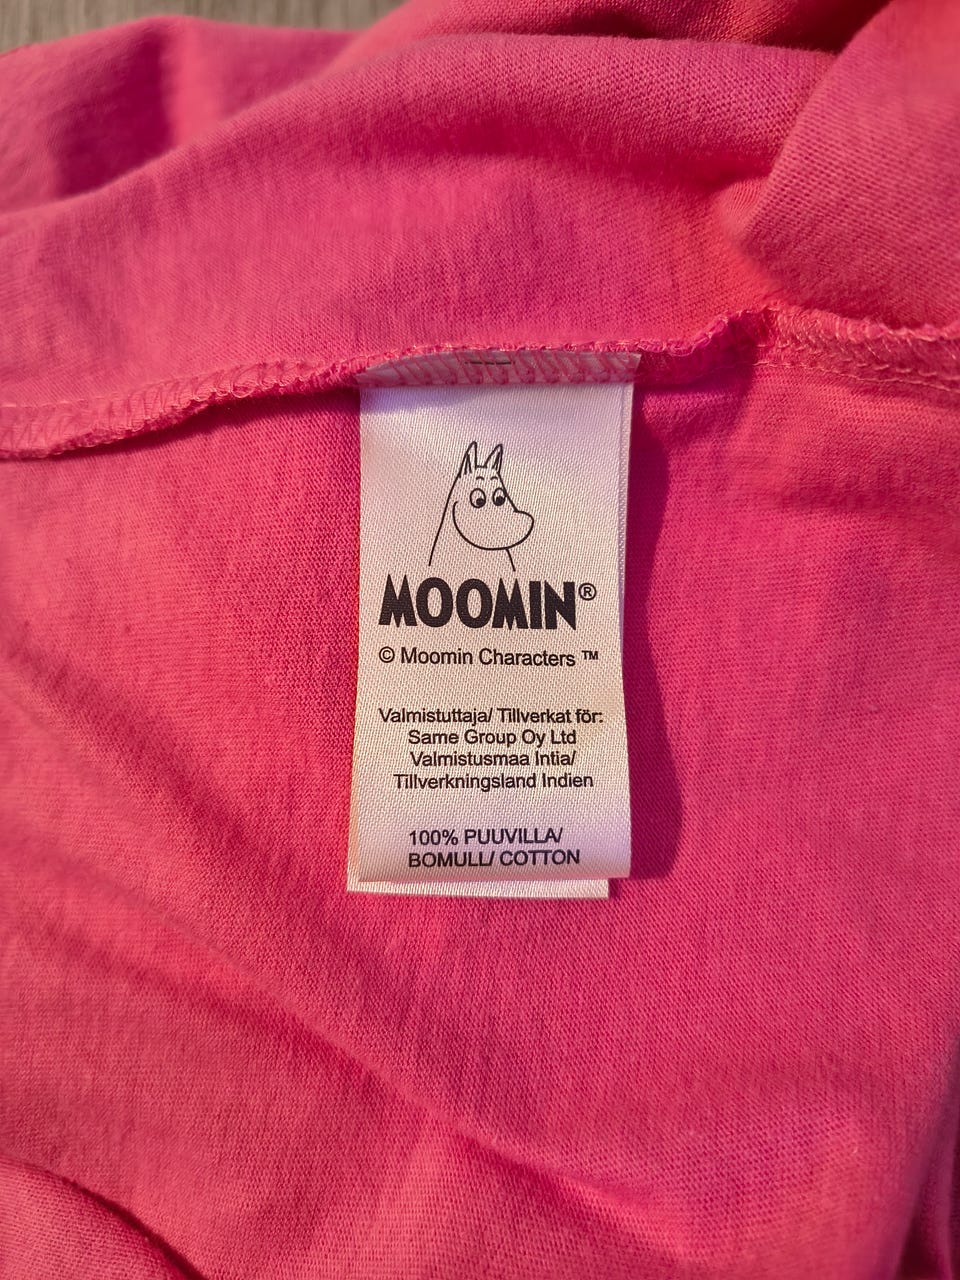 MOOMIN®
© Moomin Characters ™
Valmistuttaja/ Tillverkat för:
Same Group Oy Ltd
Valmistusmaa Intia/
Tillverkningsland Indien
100% PUUVILLA/
BOMULL/ COTTON